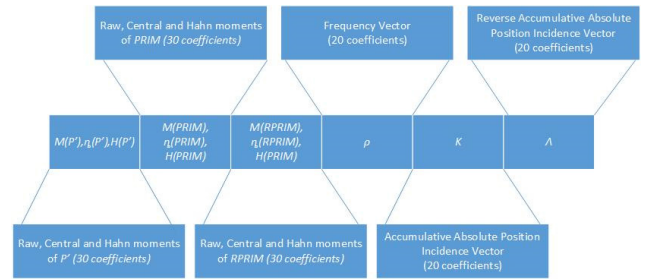 Raw, Central and Hahn moments
of PRIM (30 coefficients)
Frequency Vector
(20 coefficients)
Reverse Accumulative Absolute
Position Incidence Vector
(20 coefficients)
M(P'),η(P'),H(P')
M(PRIM),
η(PRIM),
H(PRIM)
M(RPRIM),
η(RPRIM),
H(RPRIM)
ρ
K
Λ
Raw, Central and Hahn moments
of P' (30 coefficients)
Raw, Central and Hahn moments
of RPRIM (30 coefficients)
Accumulative Absolute Position
Incidence Vector
(20 coefficients)